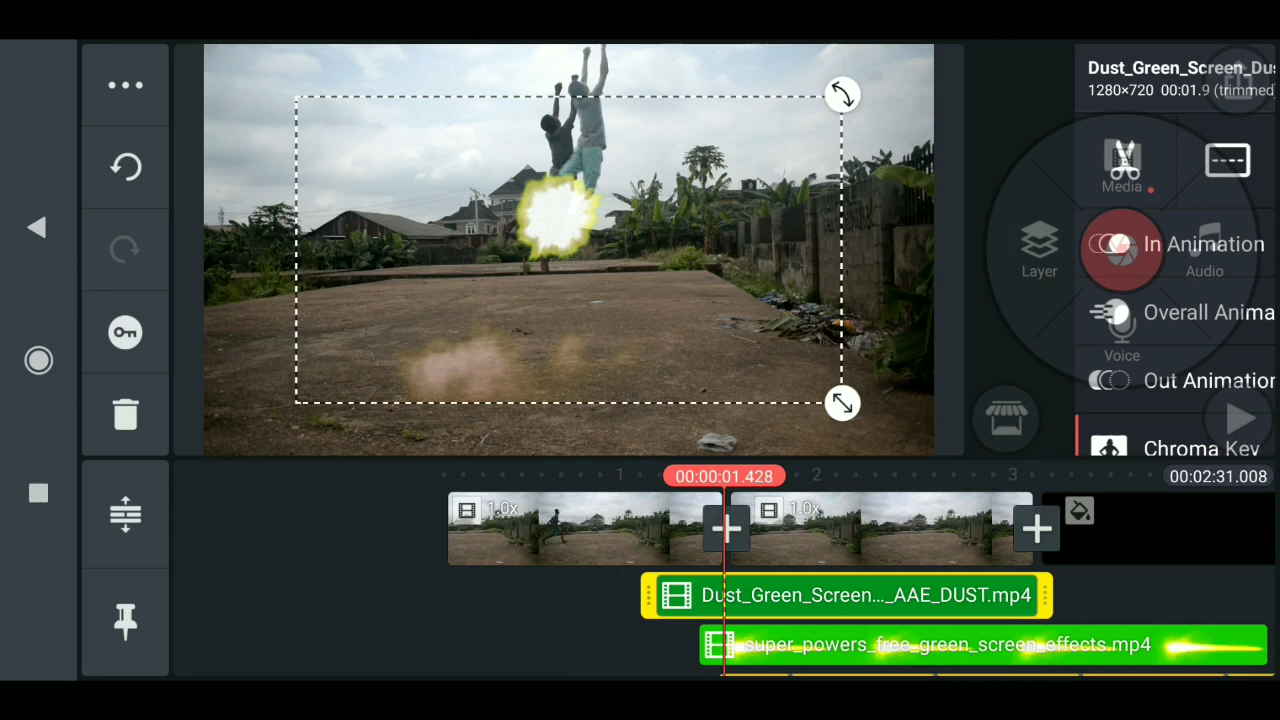 Dust_Green_Screen_Du
1280×720 00:01.9 (trimmed
Media
Layer
In Animation
Audio
Overall Anima
Voice
Out Animation
Chroma Key
1
00:00:01.428
2
3
00:02:31.008
1.0x
1.0x
Dust_Green_Screen..._AAE_DUST.mp4
super_powers_free_green_screen_effects.mp4